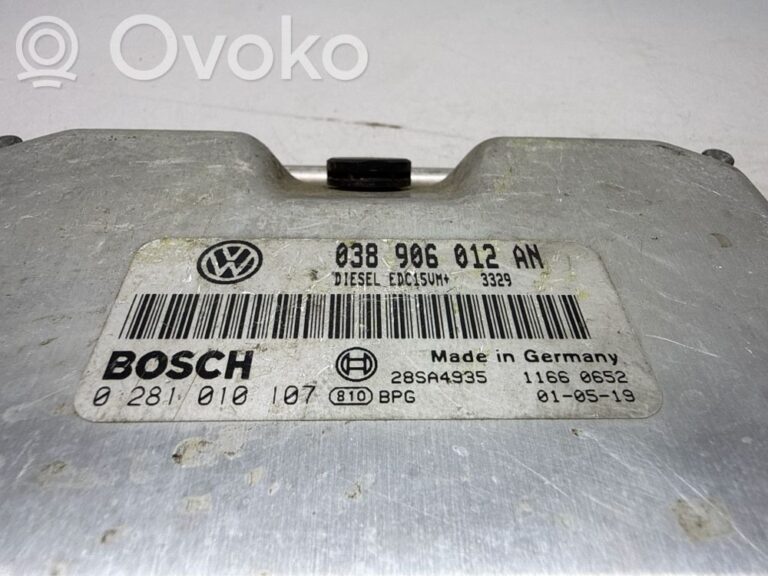 Ovoko
038 906 012 AN
DIESEL EDC15VM+ 3329
BOSCH Made in Germany
28SA4935 1166 0652
0 281 010 107 810 BPG 01-05-19